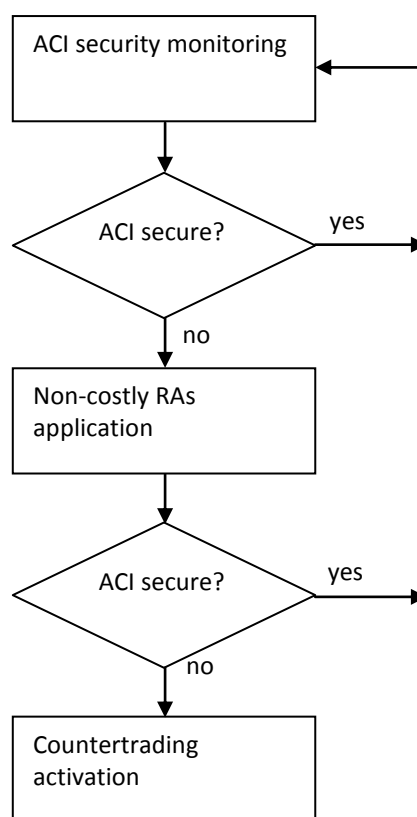 ACI security monitoring
ACI secure?
yes
no
Non-costly RAs
application
ACI secure?
yes
no
Countertrading
activation